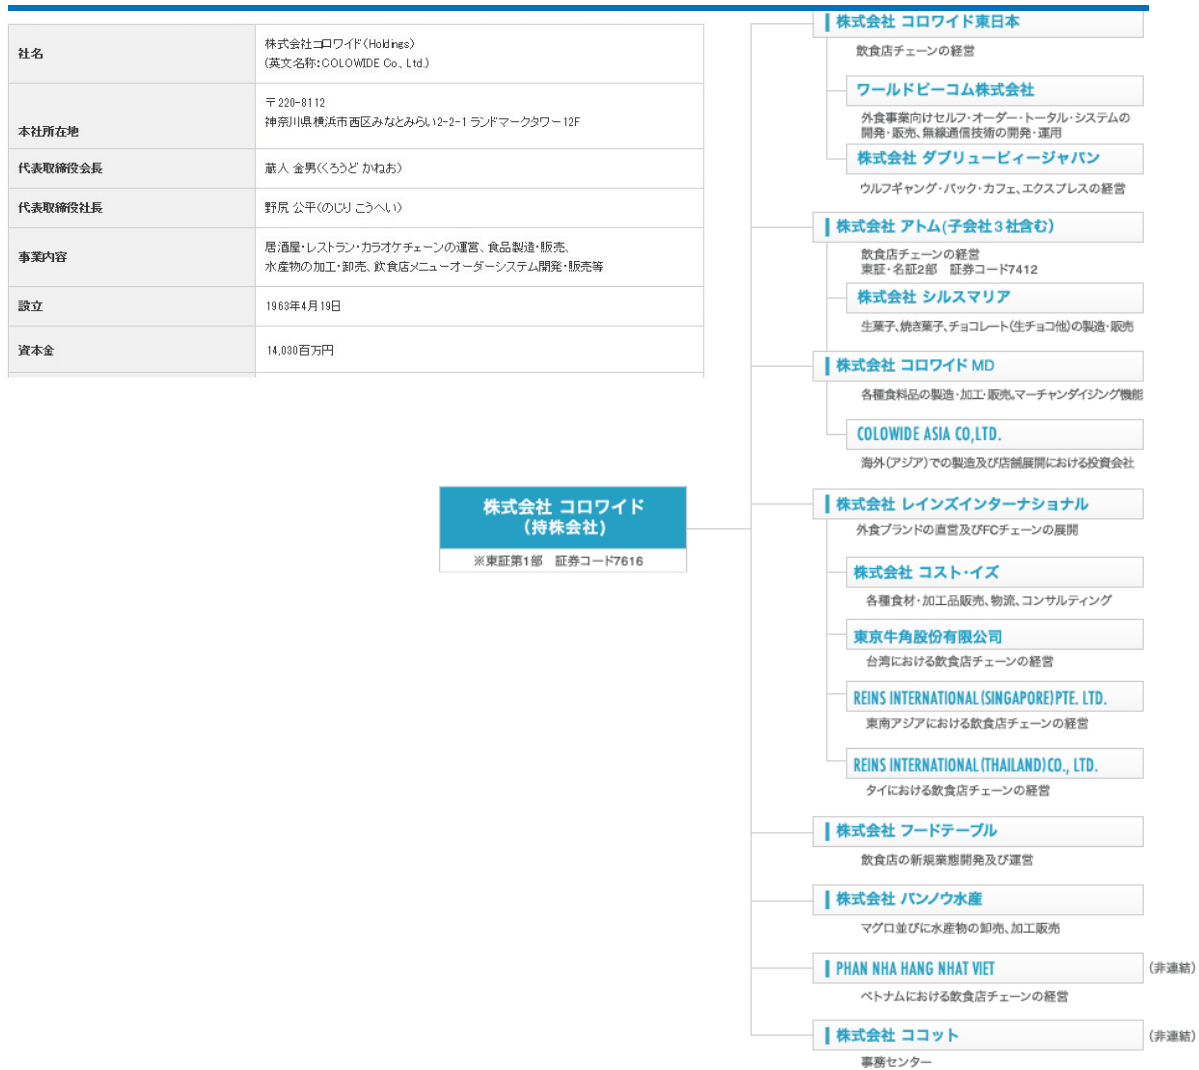 社名
株式会社コロワイド(Holdings)
(英文名称:COLOWIDE Co., Ltd.)
本社所在地
〒220-8112
神奈川県横浜市西区みなとみらい2-2-1 ランドマークタワー12F
代表取締役会長
蔵人 金男(くろうど かねお)
代表取締役社長
野尻 公平(のじり こうへい)
事業内容
居酒屋・レストラン・カラオケチェーンの運営、食品製造・販売、
水産物の加工・卸売、飲食店メニューオーダーシステム開発・販売等
設立
1963年4月19日
資本金
14,030百万円
株式会社 コロワイド
(持株会社)
※東証第1部 証券コード7616
株式会社 コロワイド東日本
飲食店チェーンの経営
ワールドピーコム株式会社
外食事業向けセルフ・オーダー・トータル・システムの
開発・販売、無線通信技術の開発・運用
株式会社 ダブリューピィージャパン
ウルフギャング・パック・カフェ、エクスプレスの経営
株式会社 アトム(子会社3社含む)
飲食店チェーンの経営
東証・名証2部 証券コード7412
株式会社 シルスマリア
生菓子、焼き菓子、チョコレート(生チョコ他)の製造・販売
株式会社 コロワイド MD
各種食料品の製造・加工・販売。マーチャンダイジング機能
COLOWIDE ASIA CO,LTD.
海外(アジア)での製造及び店舗展開における投資会社
株式会社 レインズインターナショナル
外食ブランドの直営及びFCチェーンの展開
株式会社 コスト・イズ
各種食材・加工品販売、物流、コンサルティング
東京牛角股份有限公司
台湾における飲食店チェーンの経営
REINS INTERNATIONAL (SINGAPORE) PTE. LTD.
東南アジアにおける飲食店チェーンの経営
REINS INTERNATIONAL (THAILAND) CO., LTD.
タイにおける飲食店チェーンの経営
株式会社 フードテーブル
飲食店の新規業態開発及び運営
株式会社 バンノウ水産
マグロ並びに水産物の卸売、加工販売
PHAN NHA HANG NHAT VIET
(非連結)
ベトナムにおける飲食店チェーンの経営
株式会社 ココット
(非連結)
事務センター